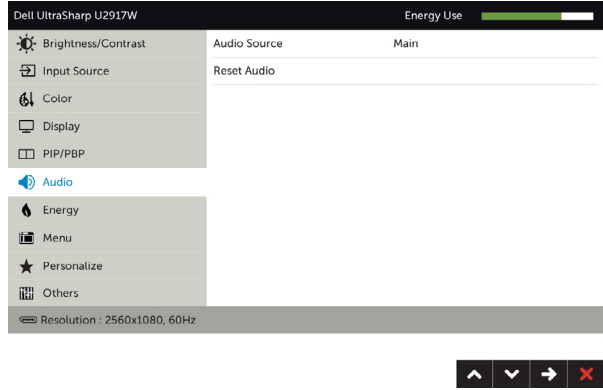 Dell UltraSharp U2917W Energy Use
Brightness/Contrast Audio Source Main
Input Source Reset Audio
Color
Display
PIP/PBP
Audio
Energy
Menu
Personalize
Others
Resolution : 2560x1080, 60Hz